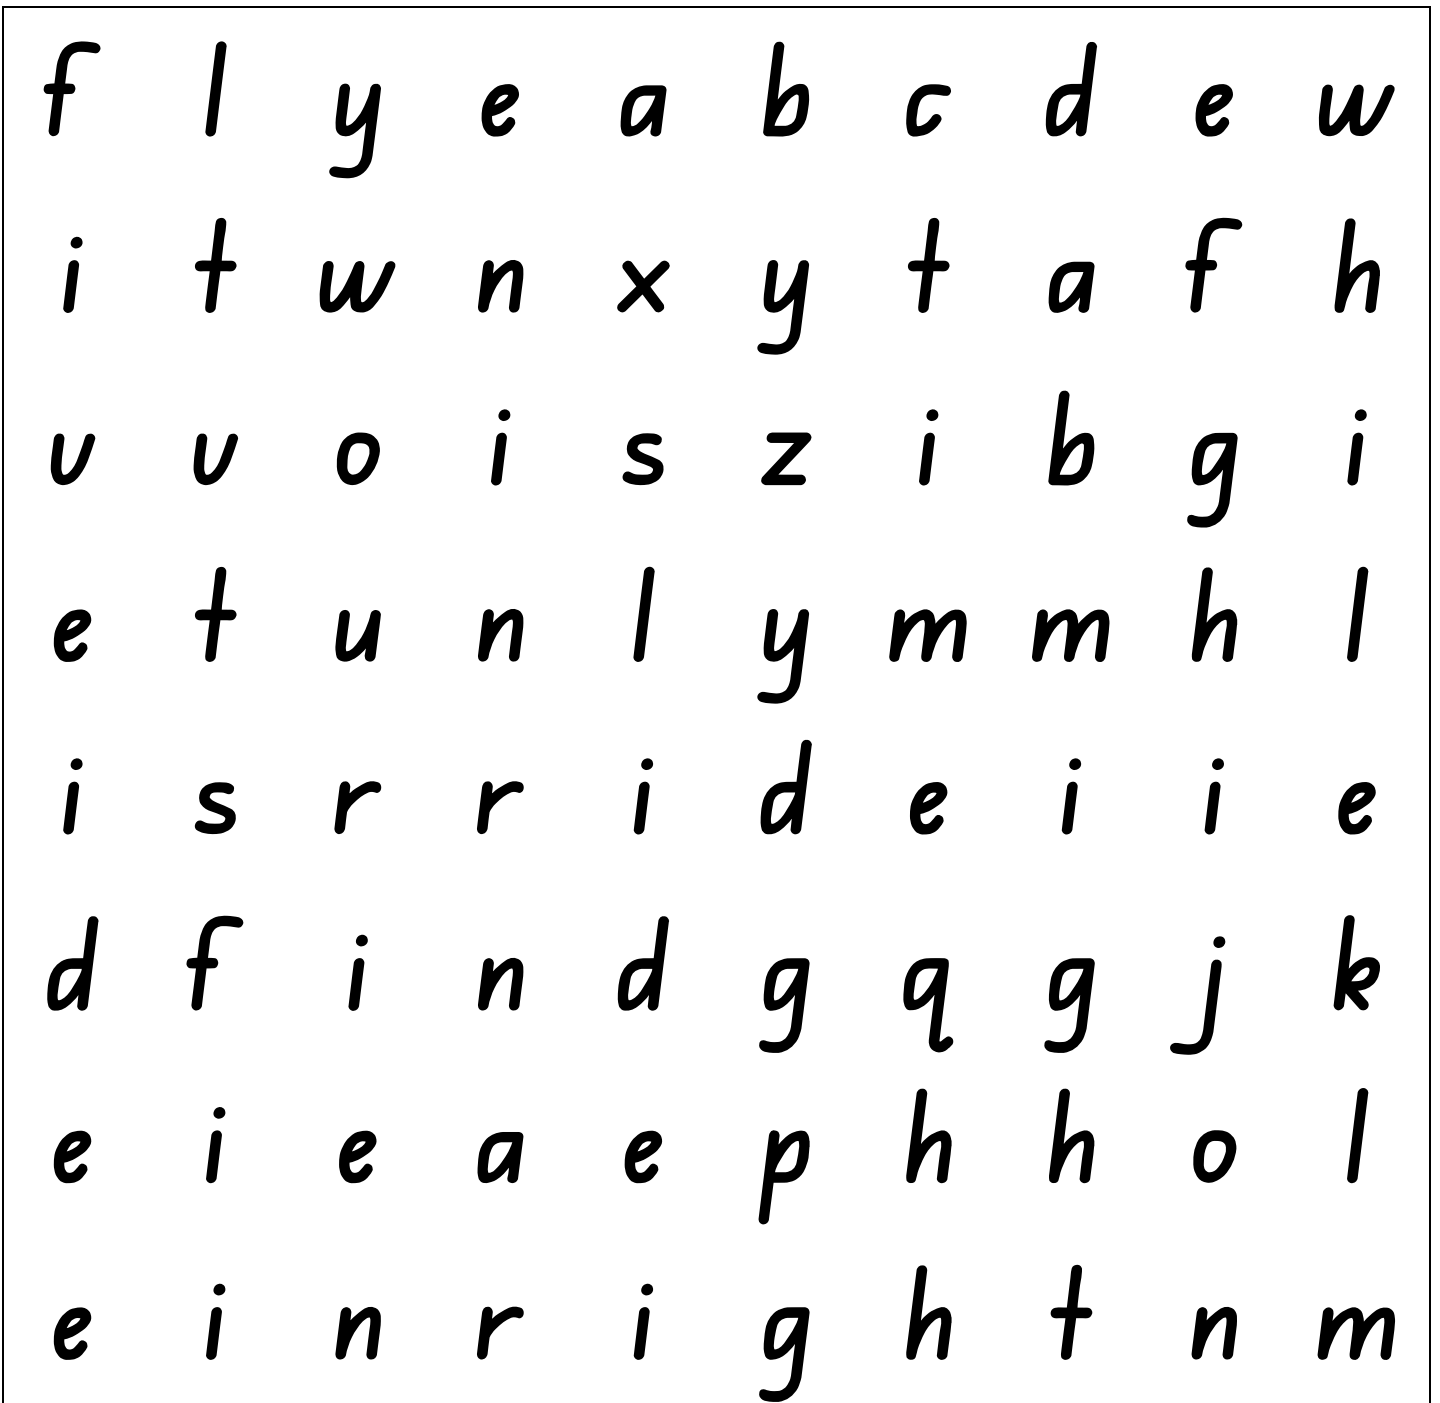 f l y e a b c d e w
i t w n x y t a f h
v v o i s z i b g i
e t u n l y m m h l
i s r r i d e i i e
d f i n d g q g j k
e i e a e p h h o l
e i n r i g h t n m